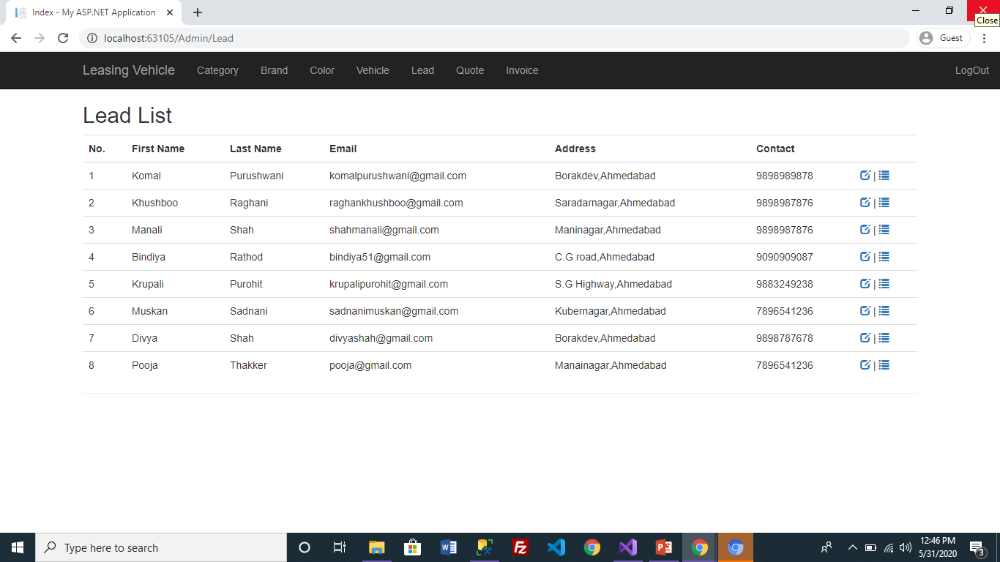 Index - My ASP.NET Application
Close
localhost:63105/Admin/Lead
Guest
Leasing Vehicle Category Brand Color Vehicle Lead Quote Invoice LogOut
Lead List
No. First Name Last Name Email Address Contact
1 Komal Purushwani komalpurushwani@gmail.com Borakdev,Ahmedabad 9898989878 |
2 Khushboo Raghani raghankhushboo@gmail.com Saradarnagar,Ahmedabad 9898987876 |
3 Manali Shah shahmanali@gmail.com Maninagar,Ahmedabad 9898987876 |
4 Bindiya Rathod bindiya51@gmail.com C.G road,Ahmedabad 9090909087 |
5 Krupali Purohit krupalipurohit@gmail.com S.G Highway,Ahmedabad 9883249238 |
6 Muskan Sadnani sadnanimuskan@gmail.com Kubernagar,Ahmedabad 7896541236 |
7 Divya Shah divyashah@gmail.com Borakdev,Ahmedabad 9898787678 |
8 Pooja Thakker pooja@gmail.com Manainagar,Ahmedabad 7896541236 |
Type here to search
12:46 PM
5/31/2020
3